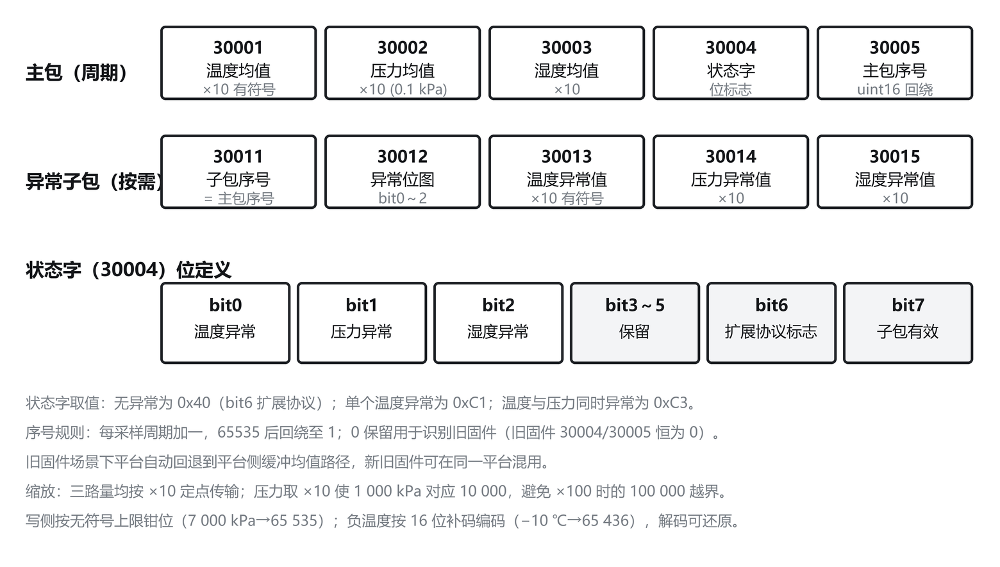 主包（周期）
30001
温度均值
×10 有符号
30002
压力均值
×10 (0.1 kPa)
30003
湿度均值
×10
30004
状态字
位标志
30005
主包序号
uint16 回绕
异常子包（按需）
30011
子包序号
= 主包序号
30012
异常位图
bit0～2
30013
温度异常值
×10 有符号
30014
压力异常值
×10
30015
湿度异常值
×10
状态字（30004）位定义
bit0
温度异常
bit1
压力异常
bit2
湿度异常
bit3～5
保留
bit6
扩展协议标志
bit7
子包有效
状态字取值：无异常为 0x40（bit6 扩展协议）；单个温度异常为 0xC1；温度与压力同时异常为 0xC3。
序号规则：每采样周期加一，65535 后回绕至 1；0 保留用于识别旧固件（旧固件 30004/30005 恒为 0）。
旧固件场景下平台自动回退到平台侧缓冲均值路径，新旧固件可在同一平台混用。
缩放：三路量均按 ×10 定点传输；压力取 ×10 使 1 000 kPa 对应 10 000，避免 ×100 时的 100 000 越界。
写侧按无符号上限钳位（7 000 kPa→65 535）；负温度按 16 位补码编码（−10 ℃→65 436），解码可还原。